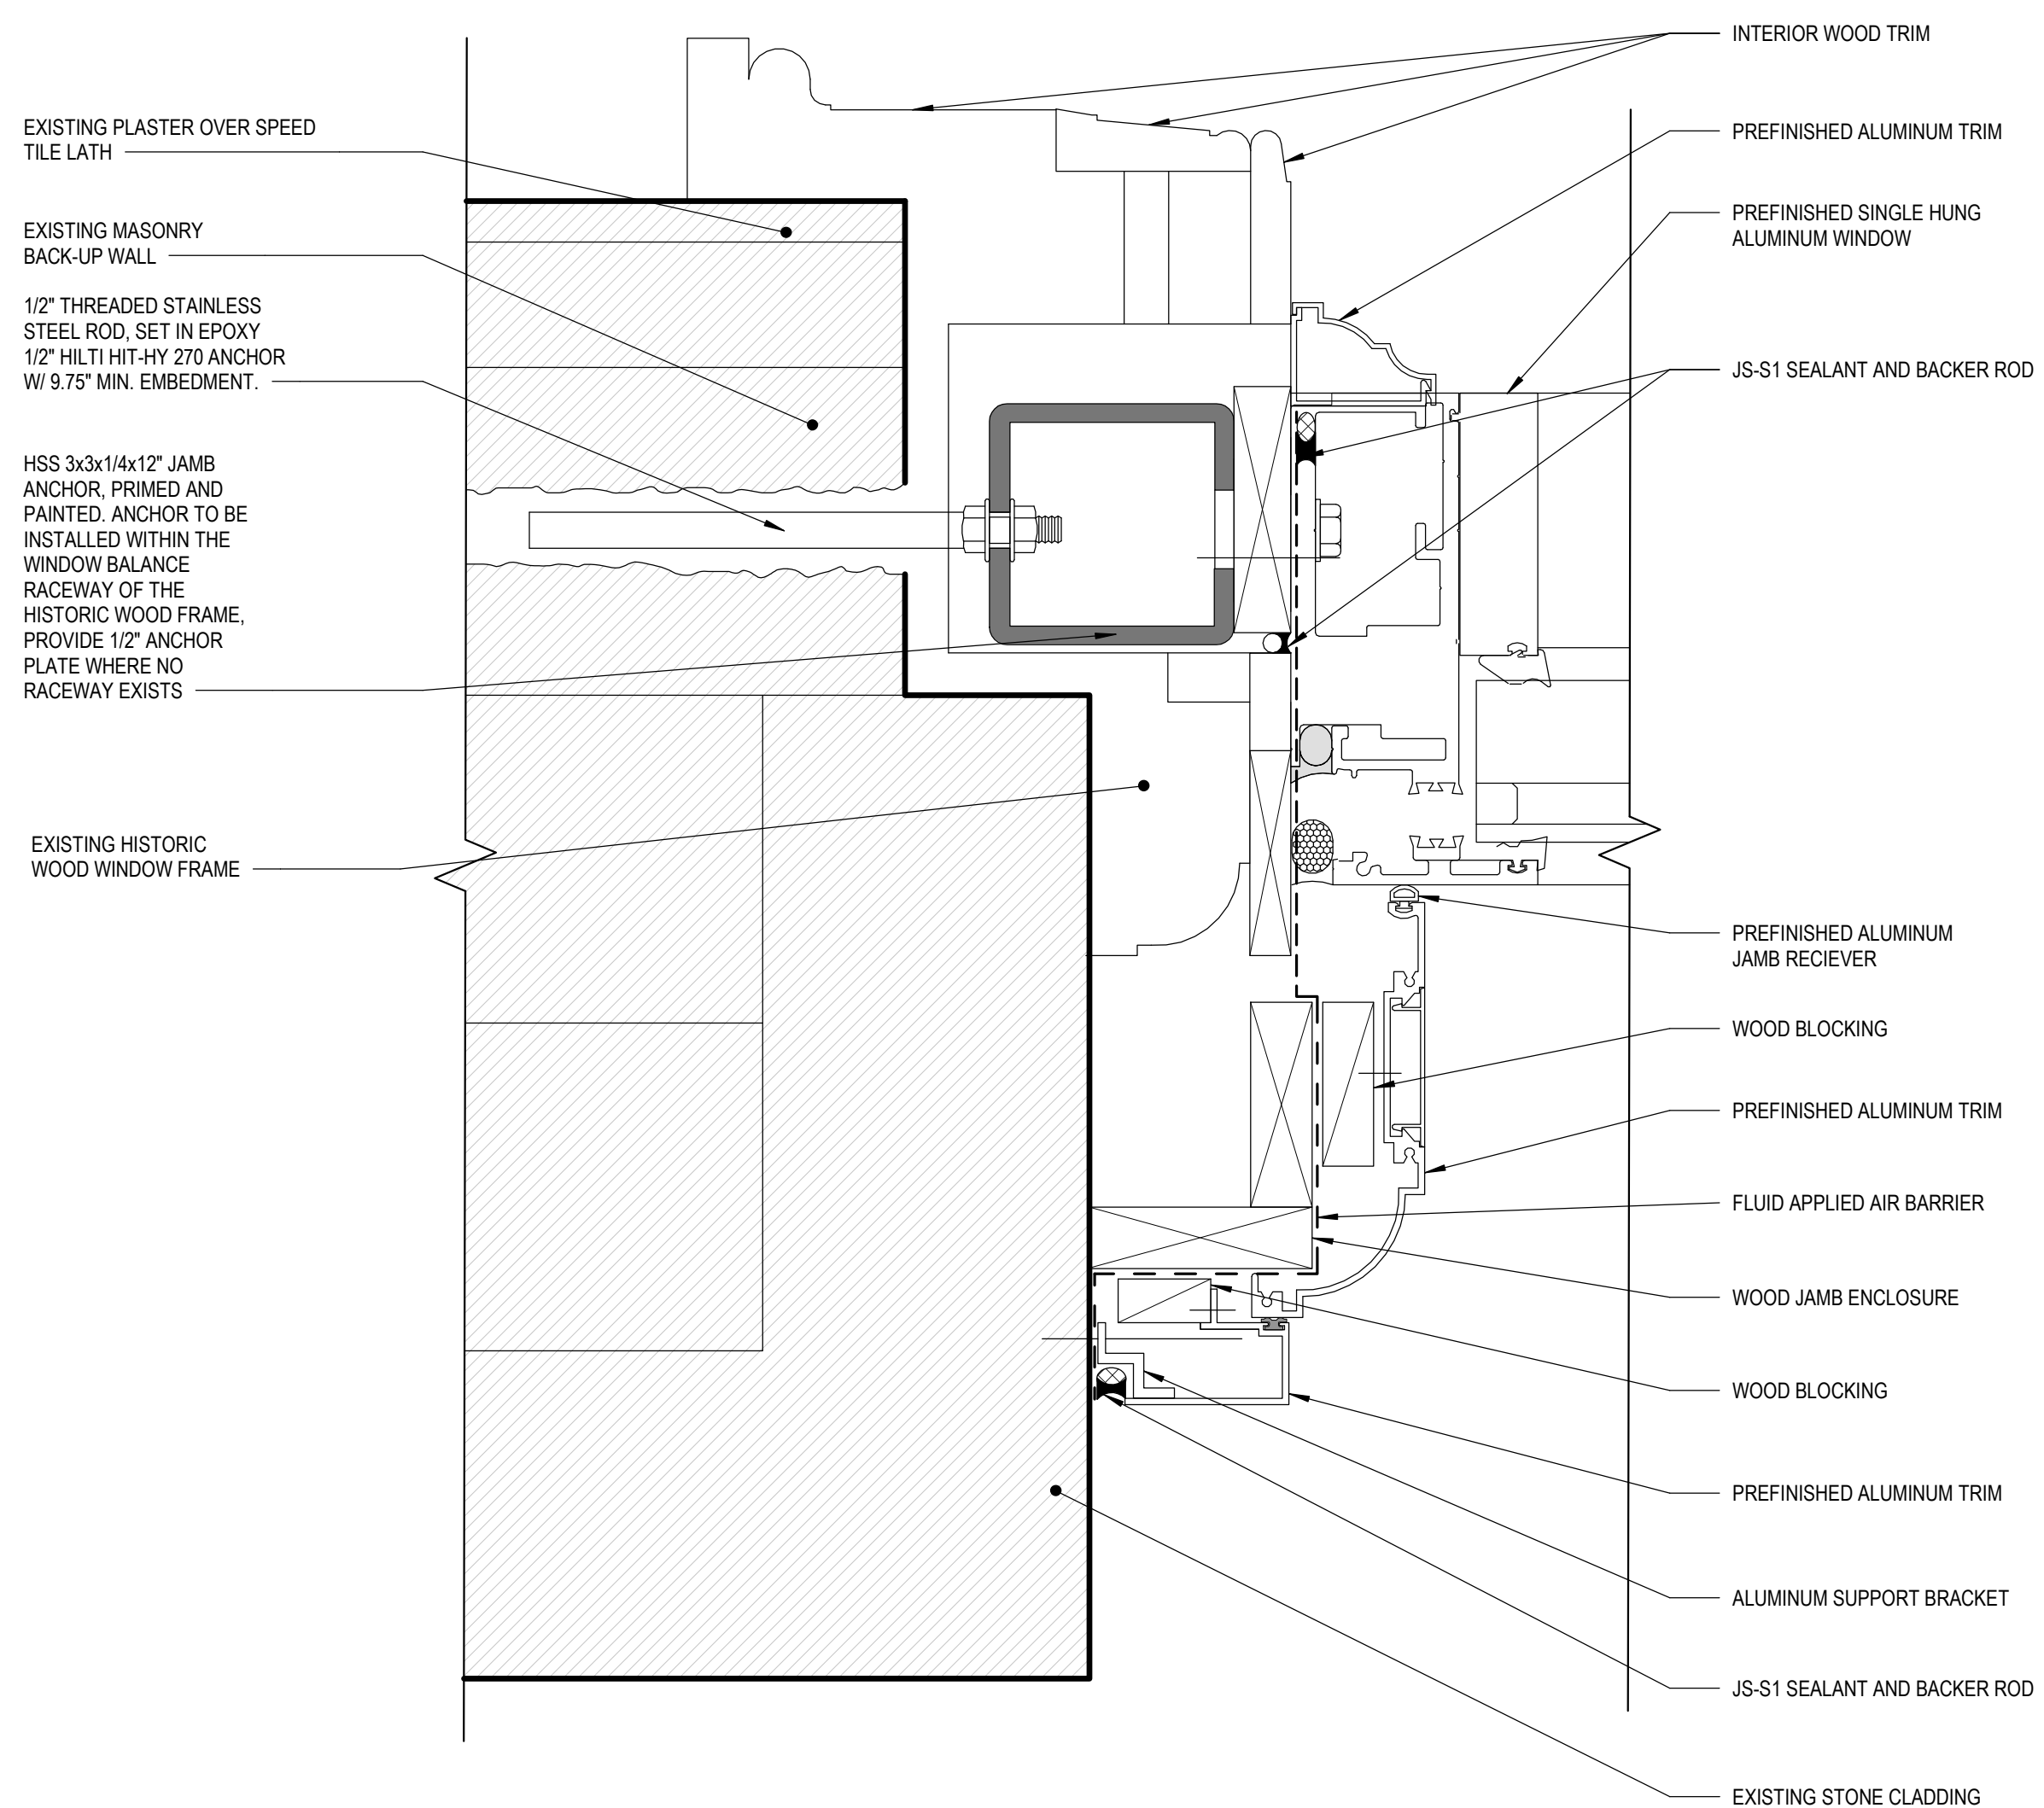 EXISTING PLASTER OVER SPEED
TILE LATH
EXISTING MASONRY
BACK-UP WALL
1/2" THREADED STAINLESS
STEEL ROD, SET IN EPOXY
1/2" HILTI HIT-HY 270 ANCHOR
W/ 9.75" MIN. EMBEDMENT.
HSS 3x3x1/4x12" JAMB
ANCHOR, PRIMED AND
PAINTED. ANCHOR TO BE
INSTALLED WITHIN THE
WINDOW BALANCE
RACEWAY OF THE
HISTORIC WOOD FRAME,
PROVIDE 1/2" ANCHOR
PLATE WHERE NO
RACEWAY EXISTS
EXISTING HISTORIC
WOOD WINDOW FRAME
INTERIOR WOOD TRIM
PREFINISHED ALUMINUM TRIM
PREFINISHED SINGLE HUNG
ALUMINUM WINDOW
JS-S1 SEALANT AND BACKER ROD
PREFINISHED ALUMINUM
JAMB RECIEVER
WOOD BLOCKING
PREFINISHED ALUMINUM TRIM
FLUID APPLIED AIR BARRIER
WOOD JAMB ENCLOSURE
WOOD BLOCKING
PREFINISHED ALUMINUM TRIM
ALUMINUM SUPPORT BRACKET
JS-S1 SEALANT AND BACKER ROD
EXISTING STONE CLADDING